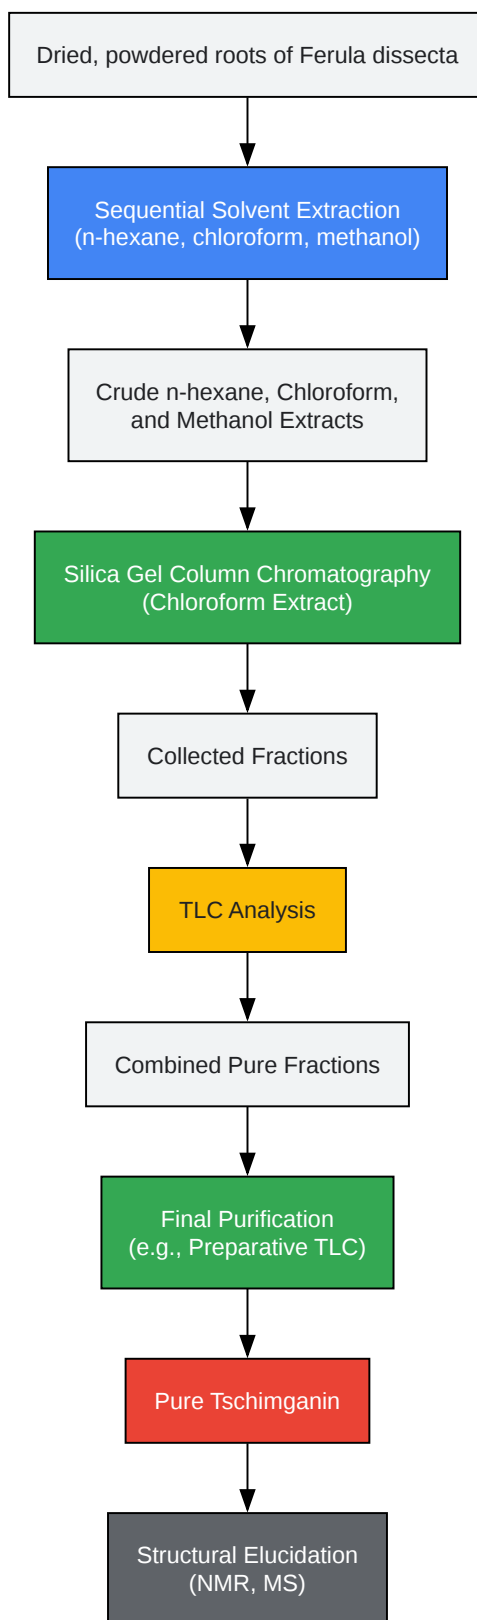 Dried, powdered roots of Ferula dissecta
Sequential Solvent Extraction
(n-hexane, chloroform, methanol)
Crude n-hexane, Chloroform,
and Methanol Extracts
Silica Gel Column Chromatography
(Chloroform Extract)
Collected Fractions
TLC Analysis
Combined Pure Fractions
Final Purification
(e.g., Preparative TLC)
Pure Tschimganin
Structural Elucidation
(NMR, MS)